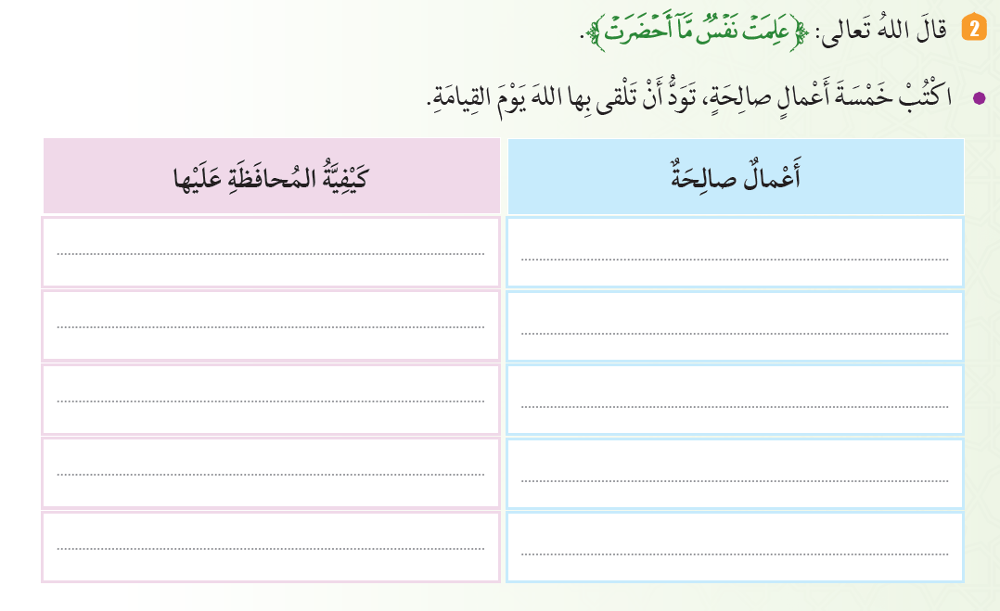 2 قالَ اللهُ تَعالى: ﴿عَلِمَتْ نَفْسٌ مَّآ أَحْضَرَتْ﴾.
● اكْتُبْ خَمْسَةَ أَعْمالٍ صالِحَةٍ، تَوَدُّ أَنْ تَلْقى بِها اللهَ يَوْمَ القِيامَةِ.
أَعْمالٌ صالِحَةٌ
كَيْفِيَّةُ المُحافَظَةِ عَلَيْها